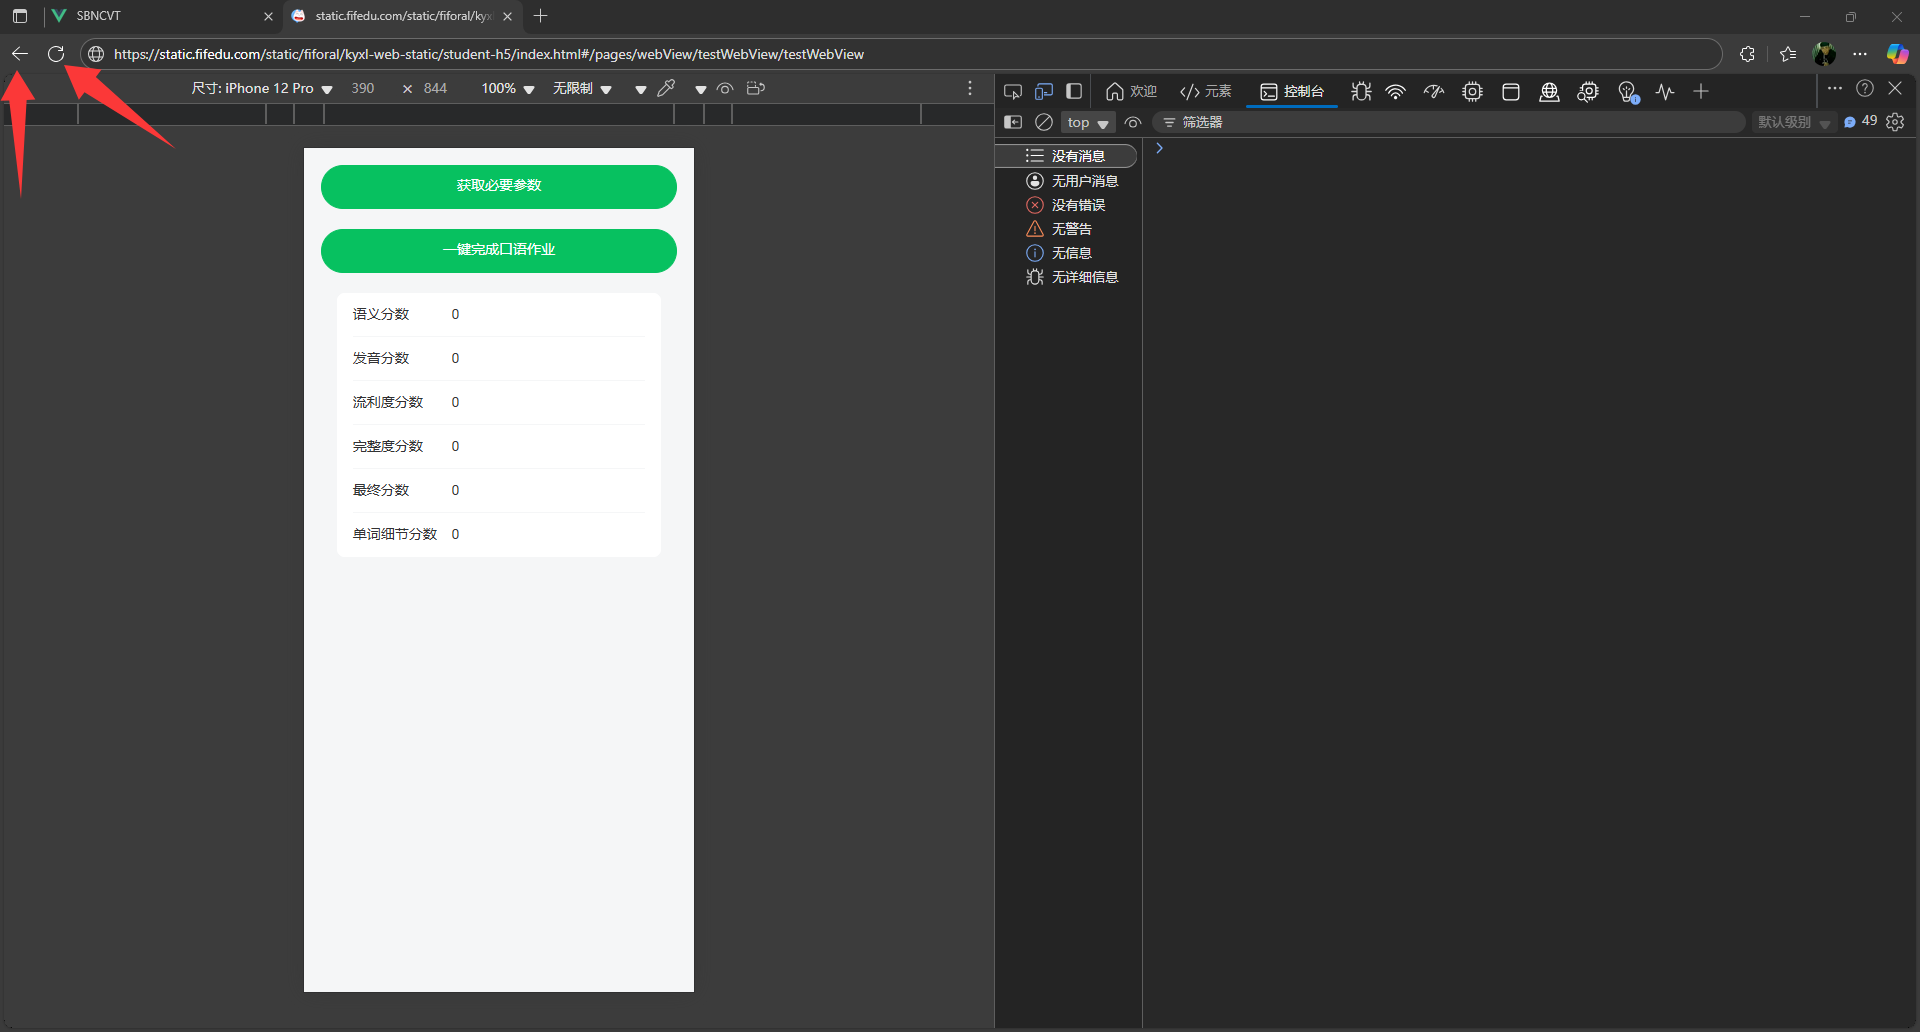 SBNCVT
static.fifedu.com/static/fiforal/kyxl
https://static.fifedu.com/static/fiforal/kyxl-web-static/student-h5/index.html#/pages/webView/testWebView/testWebView
尺寸: iPhone 12 Pro 390 × 844 100% 无限制
欢迎 元素 控制台
top 筛选器 默认级别 49
没有消息
无用户消息
没有错误
无警告
无信息
无详细信息
获取必要参数
一键完成口语作业
语义分数 0
发音分数 0
流利度分数 0
完整度分数 0
最终分数 0
单词细节分数 0